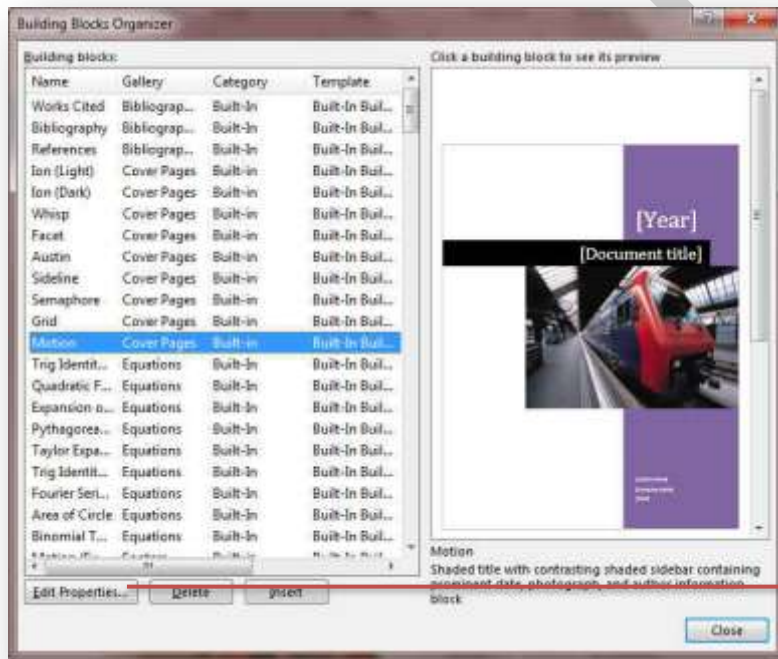 Building Blocks Organizer
Building blocks:
Click a building block to see its preview
Name Gallery Category Template
Works Cited Bibliograp... Built-In Built-In Buil...
Bibliography Bibliograp... Built-In Built-In Buil...
References Bibliograp... Built-In Built-In Buil...
Ion (Light) Cover Pages Built-in Built-In Buil...
Ion (Dark) Cover Pages Built-in Built-In Buil...
Whisp Cover Pages Built-in Built-In Buil...
Facet Cover Pages Built-in Built-In Buil...
Austin Cover Pages Built-in Built-In Buil...
Sideline Cover Pages Built-in Built-In Buil...
Semaphore Cover Pages Built-in Built-In Buil...
Grid Cover Pages Built-in Built-In Buil...
Motion Cover Pages Built-in Built-In Buil...
Trig Identit... Equations Built-In Built-In Buil...
Quadratic F... Equations Built-In Built-In Buil...
Expansion o... Equations Built-In Built-In Buil...
Pythagorea... Equations Built-In Built-In Buil...
Taylor Expa... Equations Built-In Built-In Buil...
Trig Identit... Equations Built-In Built-In Buil...
Fourier Seri... Equations Built-In Built-In Buil...
Area of Circle Equations Built-In Built-In Buil...
Binomial T... Equations Built-In Built-In Buil...
[Year]
[Document title]
Motion
Shaded title with contrasting shaded sidebar containing
prominent date, photograph, and author information
block
Edit Properties... Delete Insert
Close